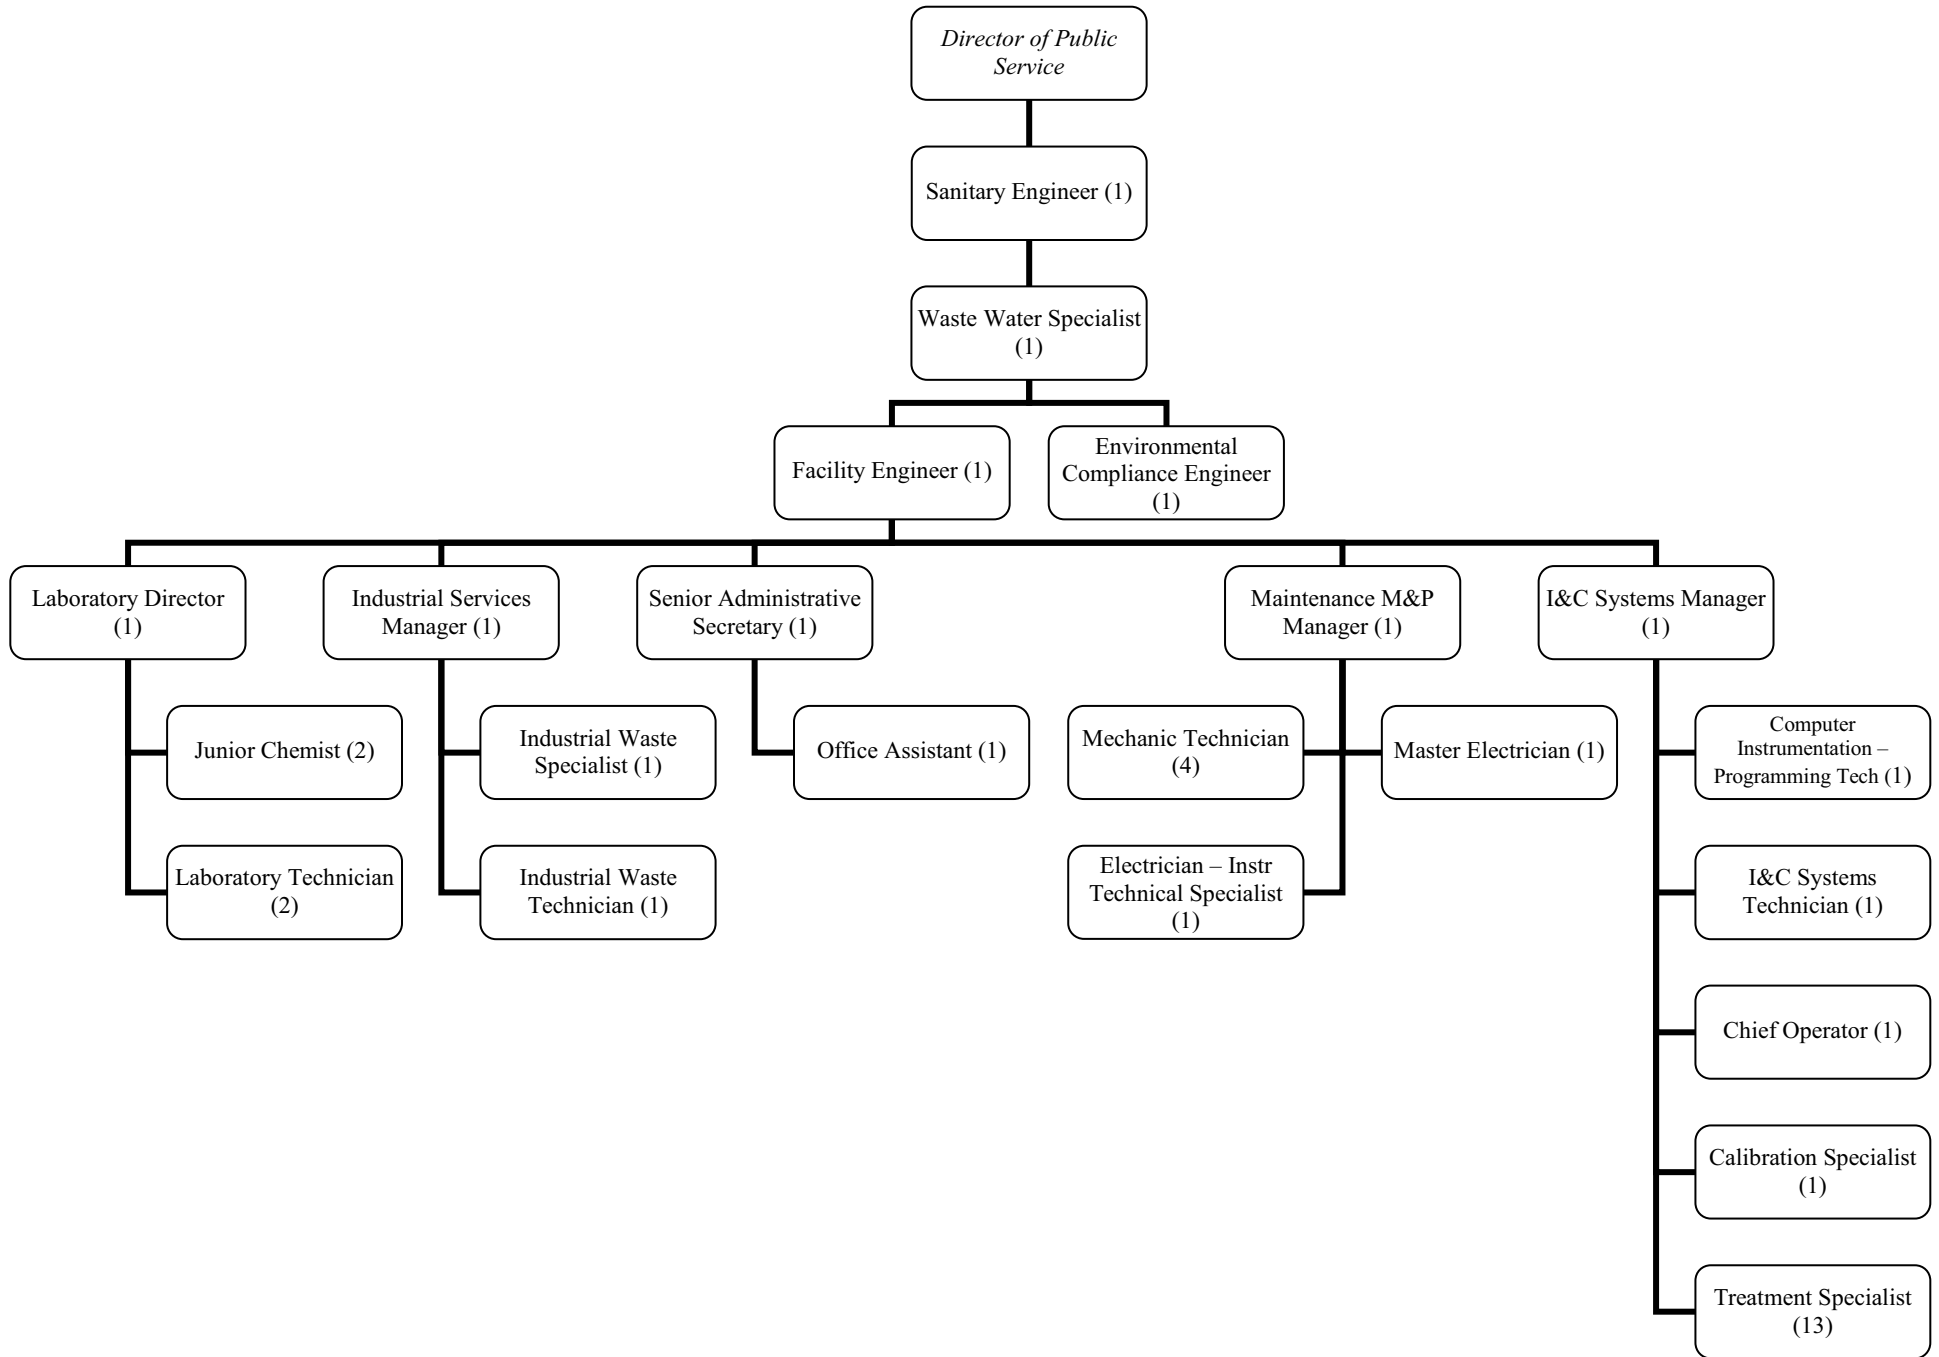 Director of Public
Service
Sanitary Engineer (1)
Waste Water Specialist
(1)
Facility Engineer (1)
Environmental
Compliance Engineer
(1)
Laboratory Director
(1)
Industrial Services
Manager (1)
Senior Administrative
Secretary (1)
Maintenance M&P
Manager (1)
I&C Systems Manager
(1)
Junior Chemist (2)
Industrial Waste
Specialist (1)
Office Assistant (1)
Mechanic Technician
(4)
Master Electrician (1)
Computer
Instrumentation –
Programming Tech (1)
Laboratory Technician
(2)
Industrial Waste
Technician (1)
Electrician – Instr
Technical Specialist
(1)
I&C Systems
Technician (1)
Chief Operator (1)
Calibration Specialist
(1)
Treatment Specialist
(13)